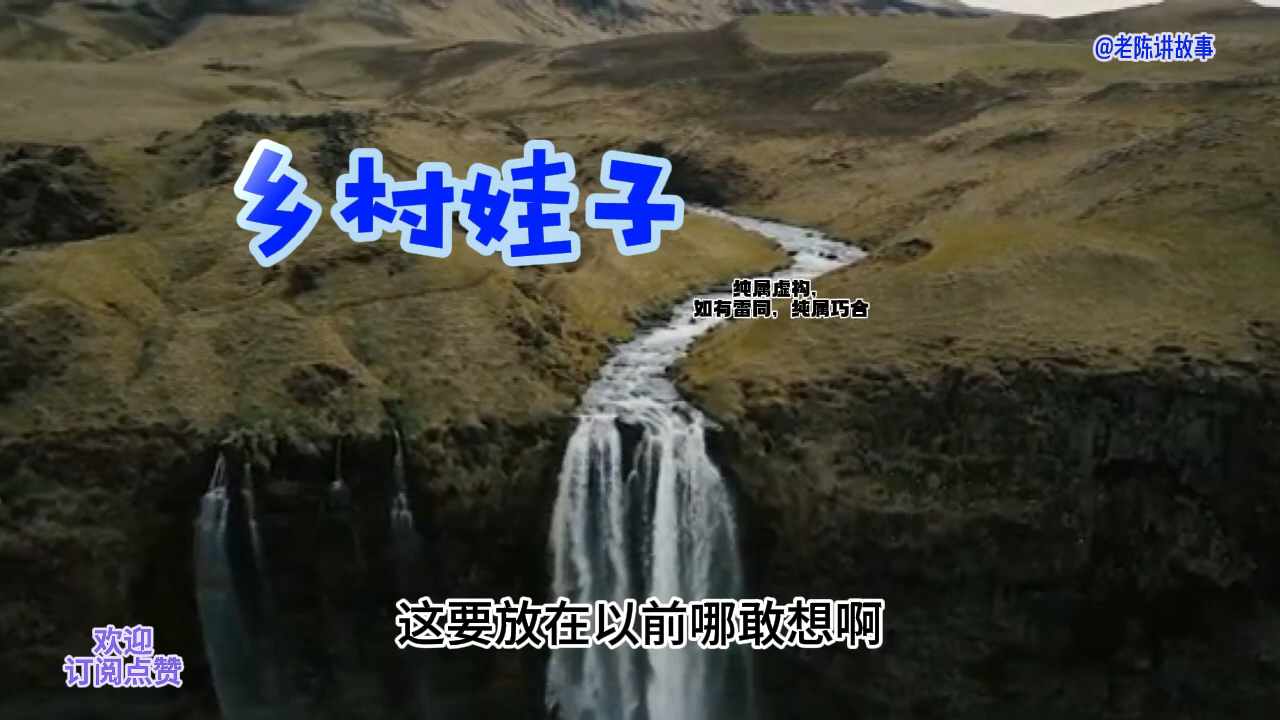 @老陈讲故事
乡村娃子
纯属虚构,
如有雷同,纯属巧合
这要放在以前哪敢想啊
欢迎
订阅点赞